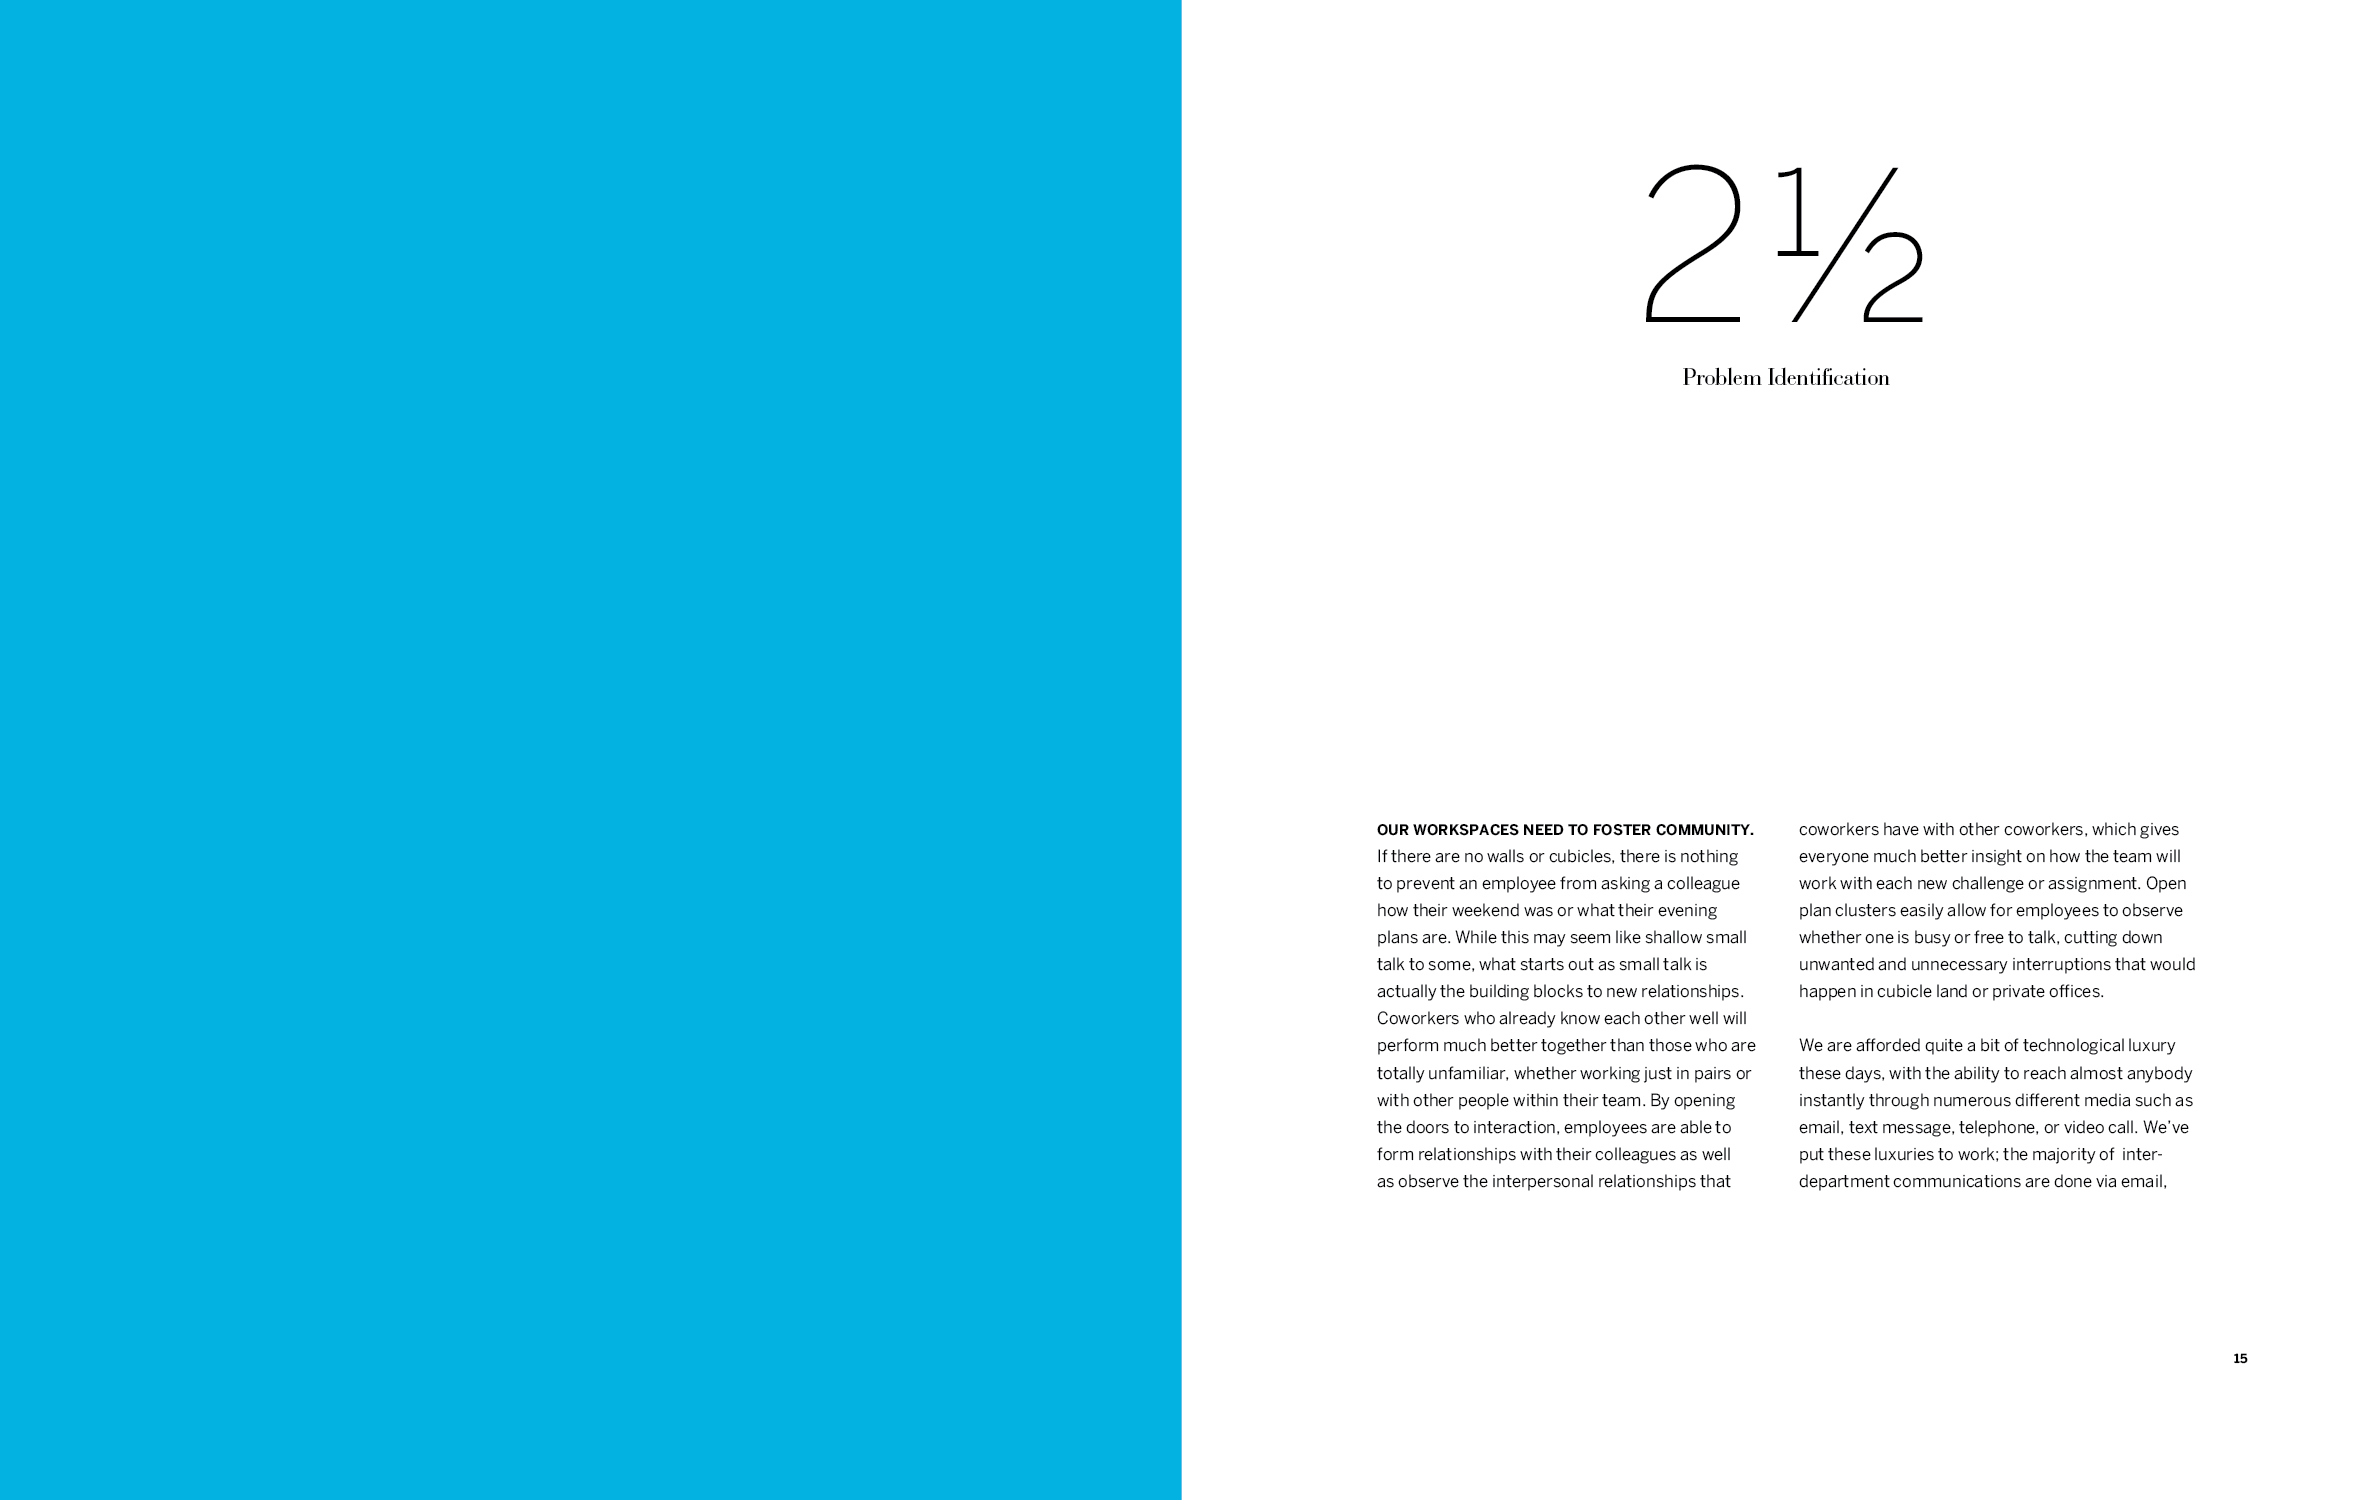 2½
Problem Identification
OUR WORKSPACES NEED TO FOSTER COMMUNITY.
If there are no walls or cubicles, there is nothing
to prevent an employee from asking a colleague
how their weekend was or what their evening
plans are. While this may seem like shallow small
talk to some, what starts out as small talk is
actually the building blocks to new relationships.
Coworkers who already know each other well will
perform much better together than those who are
totally unfamiliar, whether working just in pairs or
with other people within their team. By opening
the doors to interaction, employees are able to
form relationships with their colleagues as well
as observe the interpersonal relationships that
coworkers have with other coworkers, which gives
everyone much better insight on how the team will
work with each new challenge or assignment. Open
plan clusters easily allow for employees to observe
whether one is busy or free to talk, cutting down
unwanted and unnecessary interruptions that would
happen in cubicle land or private offices.
We are afforded quite a bit of technological luxury
these days, with the ability to reach almost anybody
instantly through numerous different media such as
email, text message, telephone, or video call. We’ve
put these luxuries to work; the majority of inter-
department communications are done via email,
15